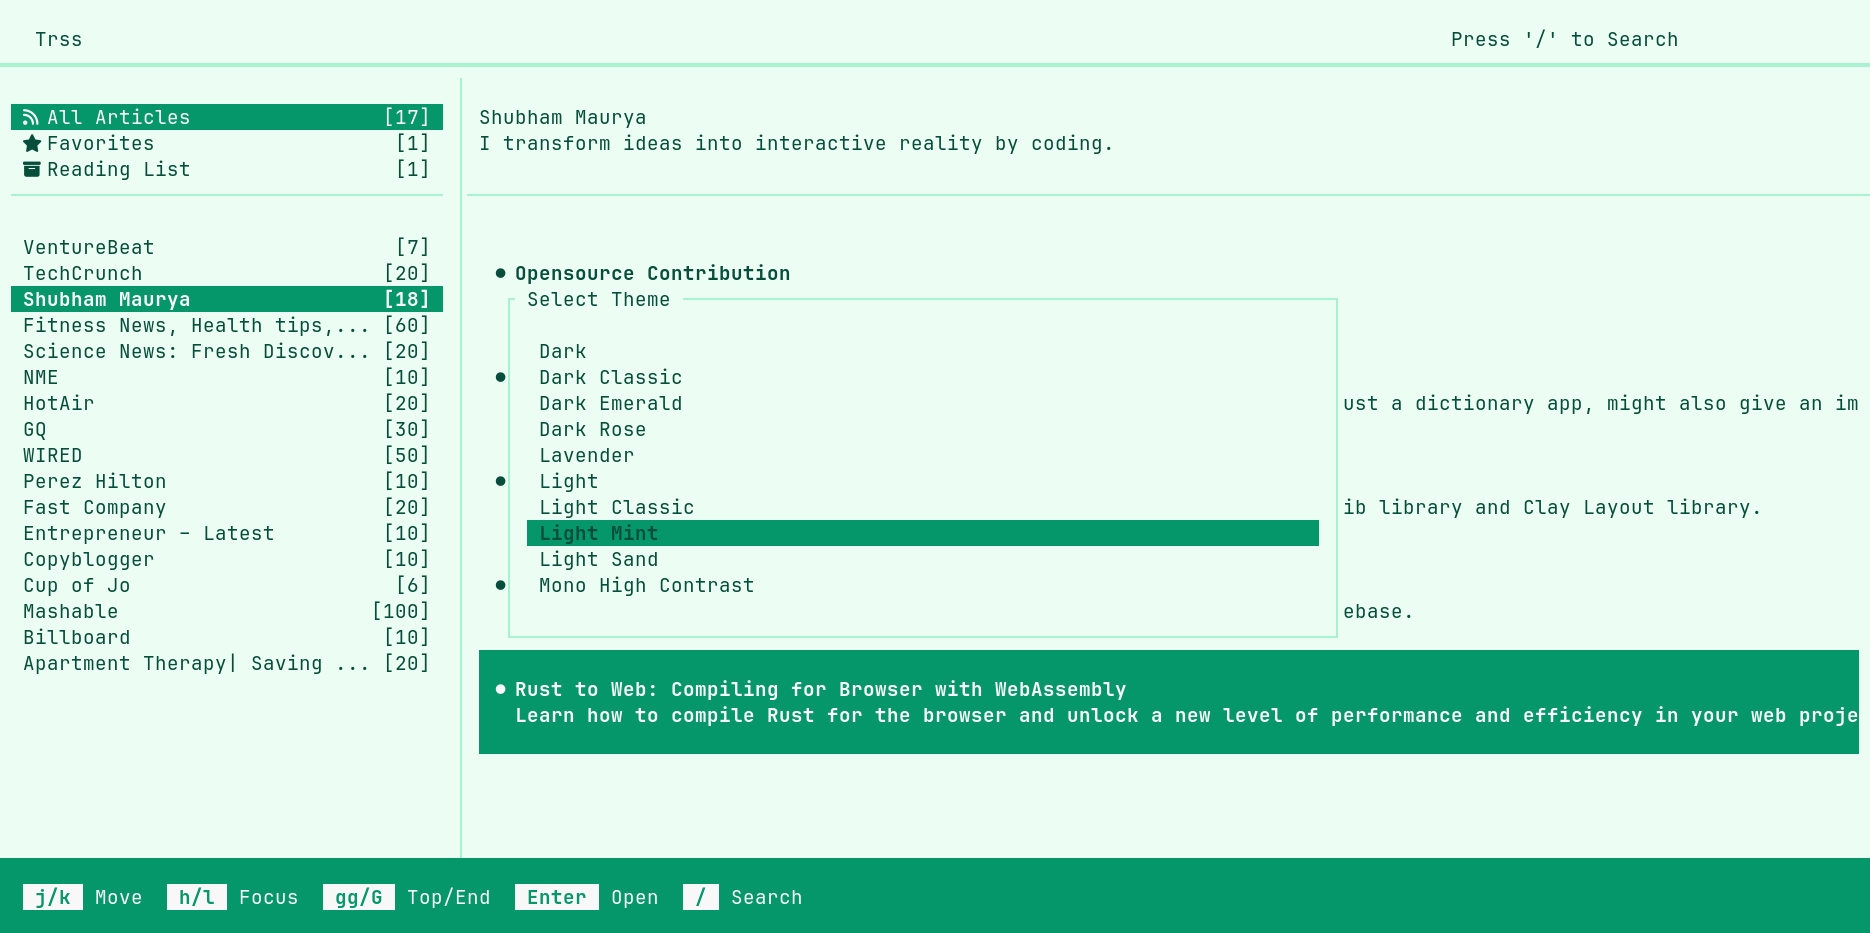 Trss
Press '/' to Search
All Articles [17]
Favorites [1]
Reading List [1]
VentureBeat [7]
TechCrunch [20]
Shubham Maurya [18]
Fitness News, Health tips,... [60]
Science News: Fresh Discov... [20]
NME [10]
HotAir [20]
GQ [30]
WIRED [50]
Perez Hilton [10]
Fast Company [20]
Entrepreneur – Latest [10]
Copyblogger [10]
Cup of Jo [6]
Mashable [100]
Billboard [10]
Apartment Therapy| Saving ... [20]
Shubham Maurya
I transform ideas into interactive reality by coding.
● Opensource Contribution
Select Theme
Dark
Dark Classic
Dark Emerald
Dark Rose
Lavender
Light
Light Classic
Light Mint
Light Sand
Mono High Contrast
ust a dictionary app, might also give an im
ib library and Clay Layout library.
ebase.
● Rust to Web: Compiling for Browser with WebAssembly
Learn how to compile Rust for the browser and unlock a new level of performance and efficiency in your web proje
j/k Move h/l Focus gg/G Top/End Enter Open / Search